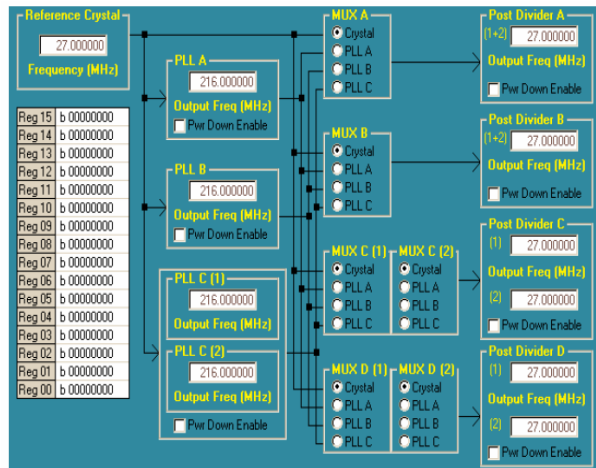 Reference Crystal
27.000000
Frequency (MHz)
Reg 15 b 00000000
Reg 14 b 00000000
Reg 13 b 00000000
Reg 12 b 00000000
Reg 11 b 00000000
Reg 10 b 00000000
Reg 09 b 00000000
Reg 08 b 00000000
Reg 07 b 00000000
Reg 06 b 00000000
Reg 05 b 00000000
Reg 04 b 00000000
Reg 03 b 00000000
Reg 02 b 00000000
Reg 01 b 00000000
Reg 00 b 00000000
PLL A
216.000000
Output Freq (MHz)
Pwr Down Enable
PLL B
216.000000
Output Freq (MHz)
Pwr Down Enable
PLL C (1)
216.000000
Output Freq (MHz)
PLL C (2)
216.000000
Output Freq (MHz)
Pwr Down Enable
MUX A
Crystal
PLL A
PLL B
PLL C
MUX B
Crystal
PLL A
PLL B
PLL C
MUX C (1) MUX C (2)
Crystal Crystal
PLL A PLL A
PLL B PLL B
PLL C PLL C
MUX D (1) MUX D (2)
Crystal Crystal
PLL A PLL A
PLL B PLL B
PLL C PLL C
Post Divider A
(1+2) 27.000000
Output Freq (MHz)
Pwr Down Enable
Post Divider B
(1+2) 27.000000
Output Freq (MHz)
Pwr Down Enable
Post Divider C
(1) 27.000000
Output Freq (MHz)
(2) 27.000000
Pwr Down Enable
Post Divider D
(1) 27.000000
Output Freq (MHz)
(2) 27.000000
Pwr Down Enable